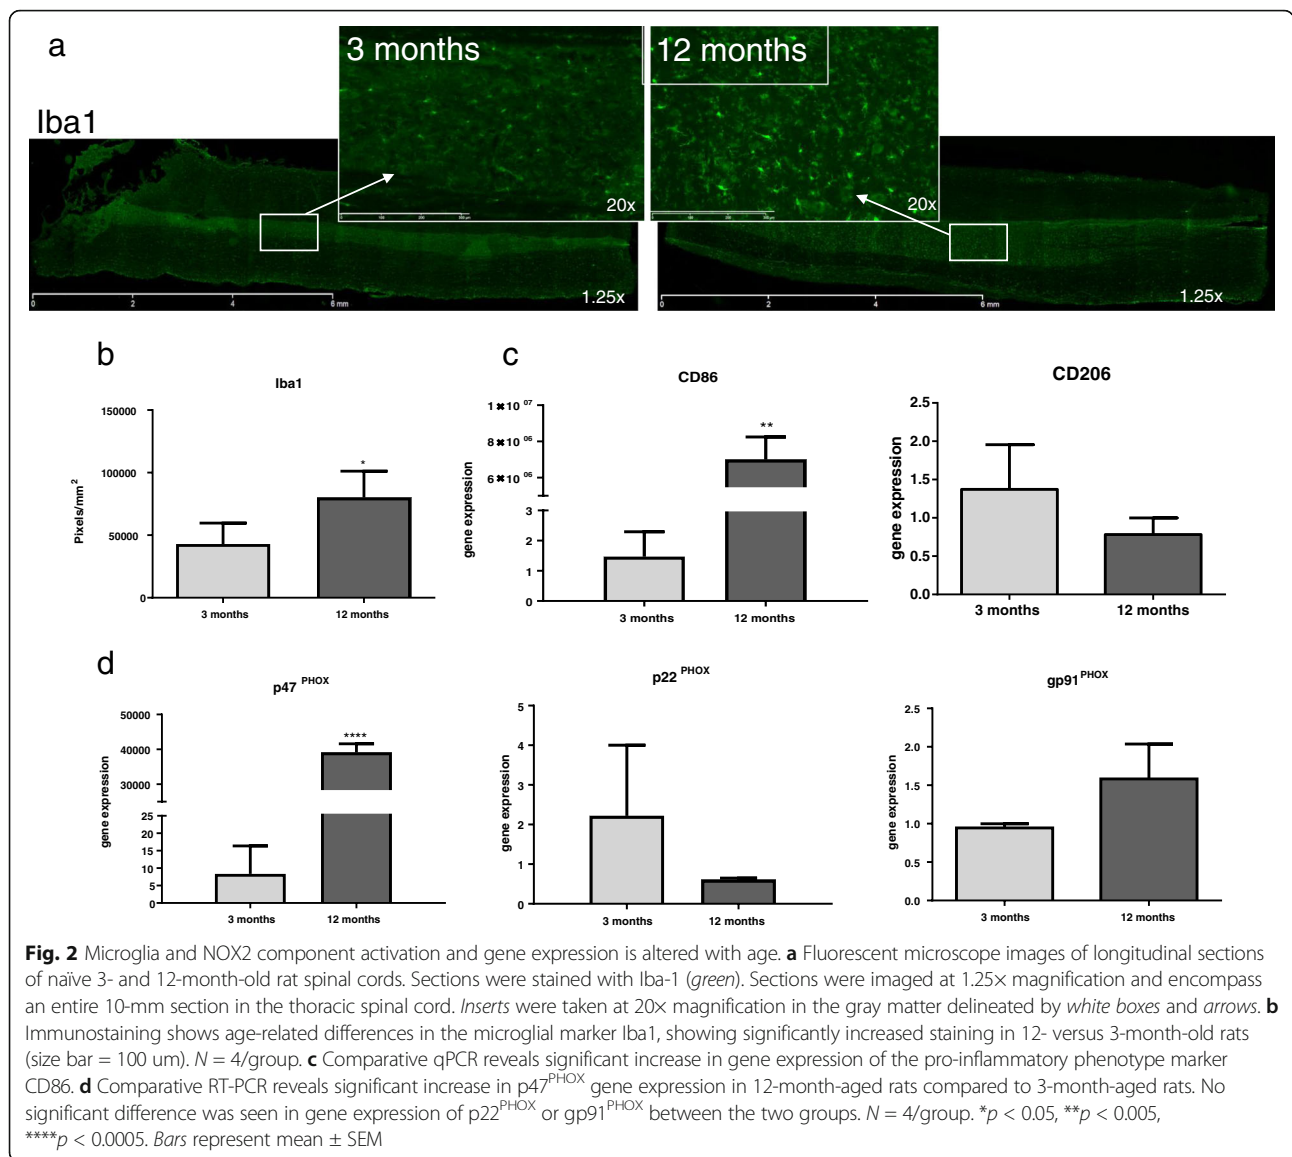 a
3 months
12 months
Iba1
20x
20x
1.25x
1.25x
0 2 4 6 mm
0 2 4 6 mm
b
Iba1
Pixels/mm2
150000
100000
50000
0
*
3 months 12 months
c
CD86
gene expression
1✖10 07
8✖10 06
6✖10 06
3
2
1
0
**
3 months 12 months
CD206
gene expression
2.5
2.0
1.5
1.0
0.5
0.0
3 months 12 months
d
p47 PHOX
gene expression
50000
40000
30000
25
20
15
10
5
0
****
3 months 12 months
p22 PHOX
gene expression
5
4
3
2
1
0
3 months 12 months
gp91PHOX
gene expression
2.5
2.0
1.5
1.0
0.5
0.0
3 months 12 months
Fig. 2 Microglia and NOX2 component activation and gene expression is altered with age. a Fluorescent microscope images of longitudinal sections
of naïve 3- and 12-month-old rat spinal cords. Sections were stained with Iba-1 (green). Sections were imaged at 1.25× magnification and encompass
an entire 10-mm section in the thoracic spinal cord. Inserts were taken at 20× magnification in the gray matter delineated by white boxes and arrows. b
Immunostaining shows age-related differences in the microglial marker Iba1, showing significantly increased staining in 12- versus 3-month-old rats
(size bar = 100 um). N = 4/group. c Comparative qPCR reveals significant increase in gene expression of the pro-inflammatory phenotype marker
CD86. d Comparative RT-PCR reveals significant increase in p47PHOX gene expression in 12-month-aged rats compared to 3-month-aged rats. No
significant difference was seen in gene expression of p22PHOX or gp91PHOX between the two groups. N = 4/group. *p < 0.05, **p < 0.005,
****p < 0.0005. Bars represent mean ± SEM